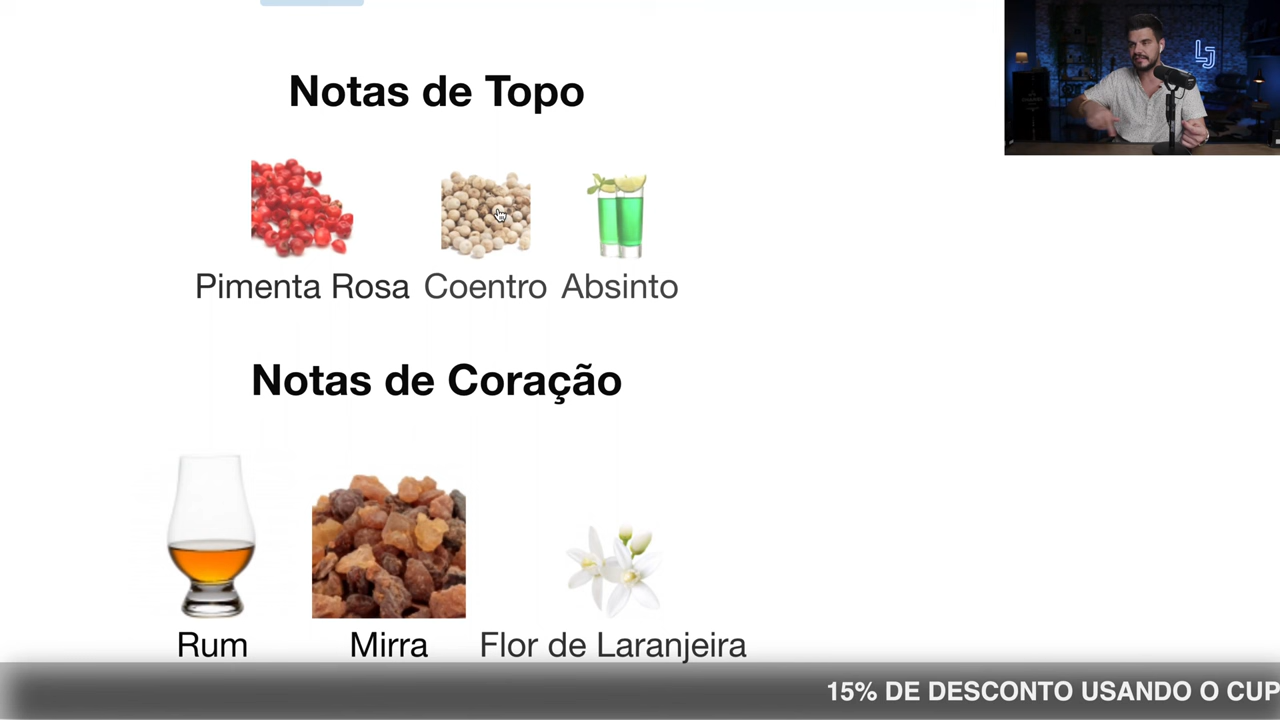 Notas de Topo
LJ
Pimenta Rosa Coentro Absinto
Notas de Coração
Rum Mirra Flor de Laranjeira
15% DE DESCONTO USANDO O CUP